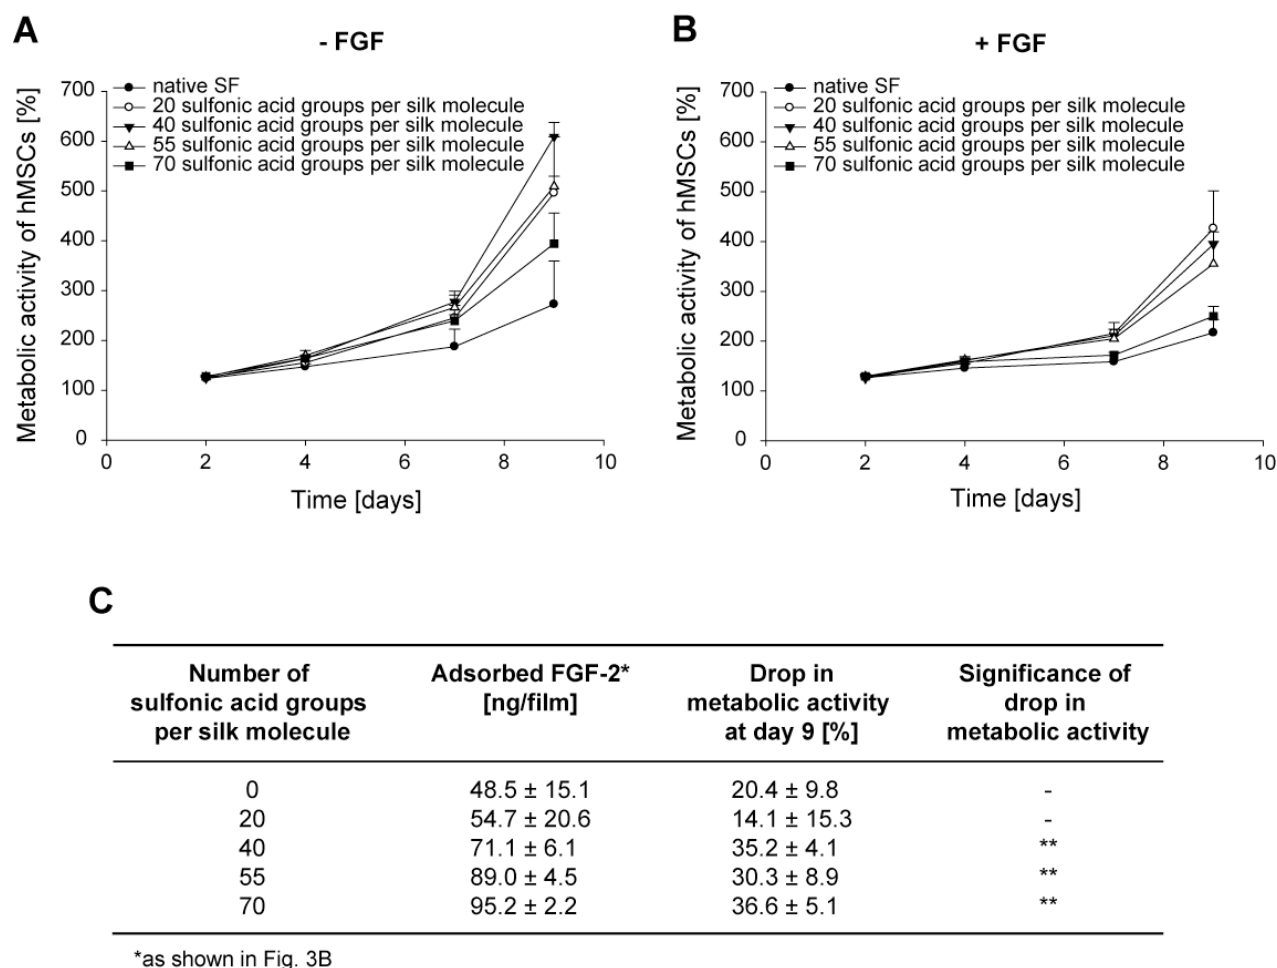 A
- FGF
native SF
20 sulfonic acid groups per silk molecule
40 sulfonic acid groups per silk molecule
55 sulfonic acid groups per silk molecule
70 sulfonic acid groups per silk molecule
Metabolic activity of hMSCs [%]
700
600
500
400
300
200
100
0
0 2 4 6 8 10
Time [days]
B
+ FGF
native SF
20 sulfonic acid groups per silk molecule
40 sulfonic acid groups per silk molecule
55 sulfonic acid groups per silk molecule
70 sulfonic acid groups per silk molecule
Metabolic activity of hMSCs [%]
700
600
500
400
300
200
100
0
0 2 4 6 8 10
Time [days]
C
Number of Adsorbed FGF-2* Drop in Significance of
sulfonic acid groups [ng/film] metabolic activity drop in
per silk molecule at day 9 [%] metabolic activity
0 48.5 ± 15.1 20.4 ± 9.8 -
20 54.7 ± 20.6 14.1 ± 15.3 -
40 71.1 ± 6.1 35.2 ± 4.1 **
55 89.0 ± 4.5 30.3 ± 8.9 **
70 95.2 ± 2.2 36.6 ± 5.1 **
*as shown in Fig. 3B